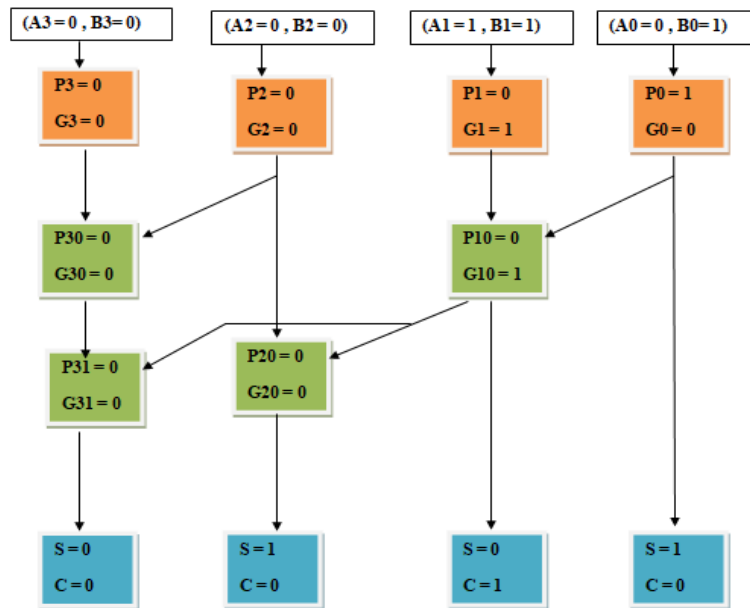 (A3 = 0 , B3= 0)
(A2 = 0 , B2 = 0)
(A1 = 1 , B1= 1)
(A0 = 0 , B0= 1)
P3 = 0
G3 = 0
P2 = 0
G2 = 0
P1 = 0
G1 = 1
P0 = 1
G0 = 0
P30 = 0
G30 = 0
P10 = 0
G10 = 1
P31 = 0
G31 = 0
P20 = 0
G20 = 0
S = 0
C = 0
S = 1
C = 0
S = 0
C = 1
S = 1
C = 0